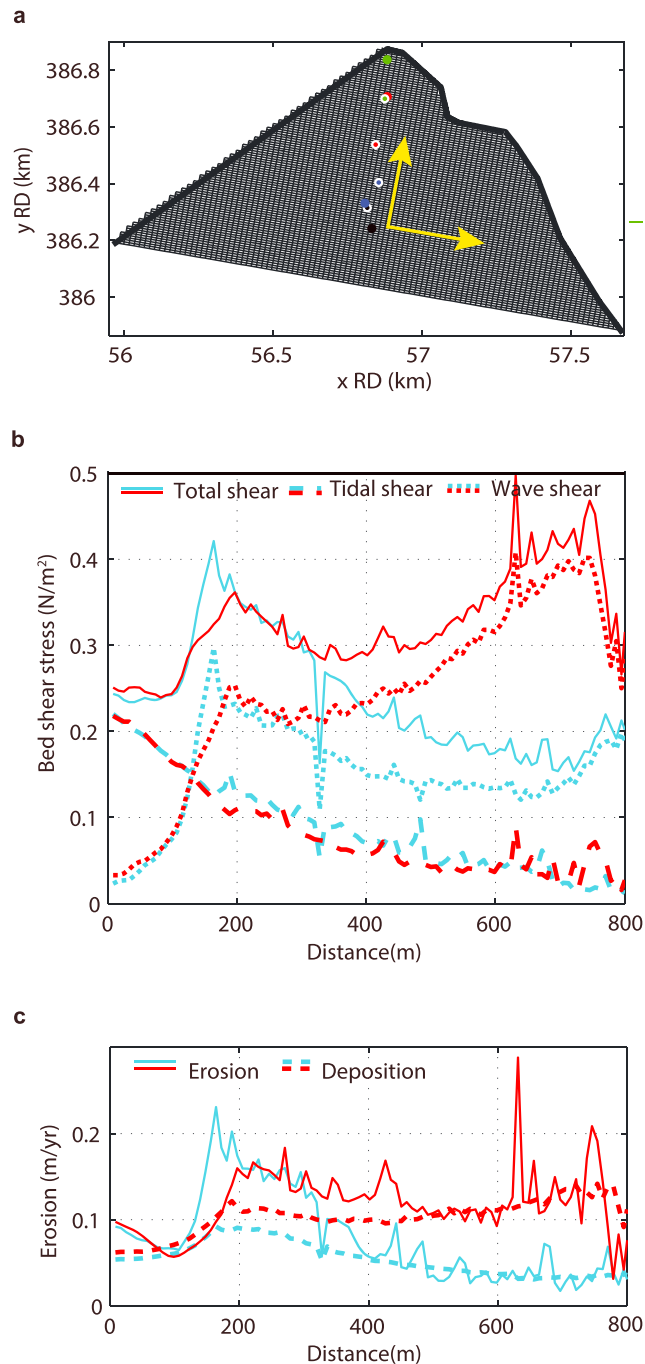 a
386.8
386.6
386.4
386.2
386
y RD (km)
56
56.5
57
57.5
x RD (km)
b
0.5
0.4
0.3
0.2
0.1
0
Bed shear stress (N/m²)
Total shear
Tidal shear
Wave shear
0
200
400
600
800
Distance(m)
c
0.2
0.1
0
Erosion (m/yr)
Erosion
Deposition
0
200
400
600
800
Distance(m)